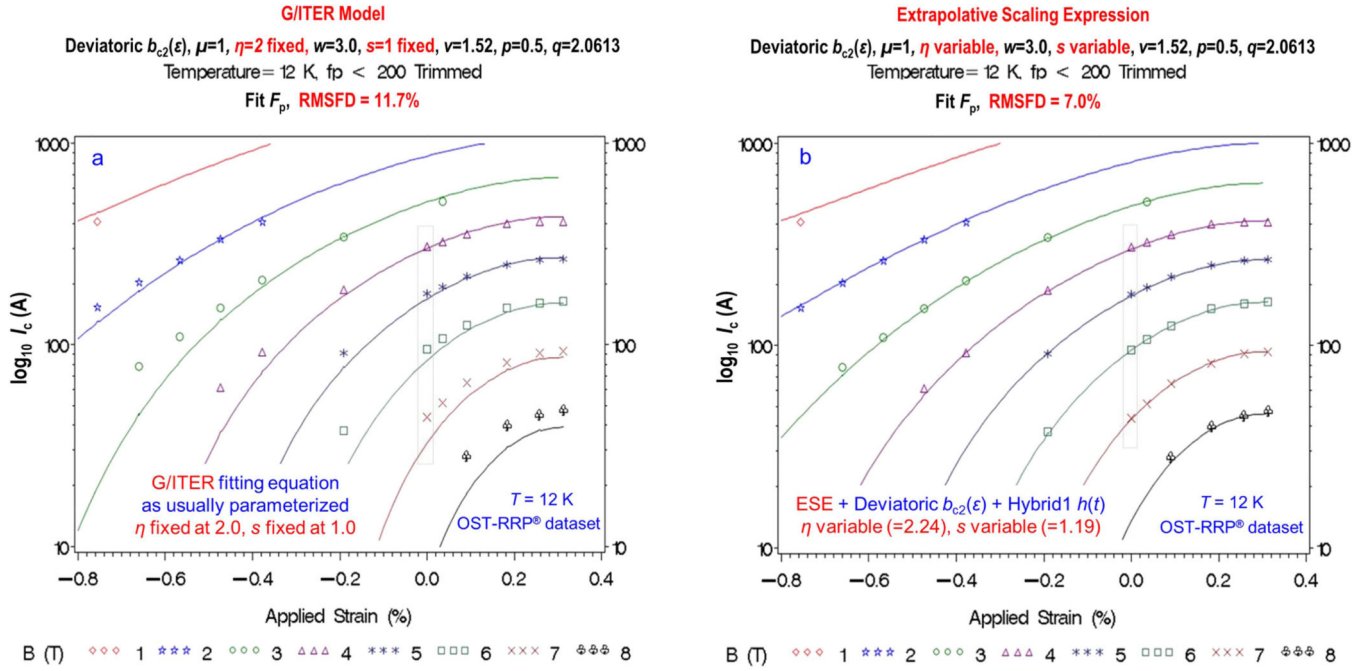 G/ITER Model
Deviatoric b_c2(ε), μ=1, η=2 fixed, w=3.0, s=1 fixed, v=1.52, p=0.5, q=2.0613
Temperature= 12 K, fp < 200 Trimmed
Fit F_p, RMSFD = 11.7%
a
1000
100
10
1000
100
10
log₁₀ I_c (A)
G/ITER fitting equation
as usually parameterized
η fixed at 2.0, s fixed at 1.0
T = 12 K
OST-RRP® dataset
−0.8 −0.6 −0.4 −0.2 0.0 0.2 0.4
Applied Strain (%)
B (T) 1 2 3 4 5 6 7 8
Extrapolative Scaling Expression
Deviatoric b_c2(ε), μ=1, η variable, w=3.0, s variable, v=1.52, p=0.5, q=2.0613
Temperature= 12 K, fp < 200 Trimmed
Fit F_p, RMSFD = 7.0%
b
1000
100
10
1000
100
10
log₁₀ I_c (A)
ESE + Deviatoric b_c2(ε) + Hybrid1 h(t)
η variable (=2.24), s variable (=1.19)
T = 12 K
OST-RRP® dataset
−0.8 −0.6 −0.4 −0.2 0.0 0.2 0.4
Applied Strain (%)
B (T) 1 2 3 4 5 6 7 8